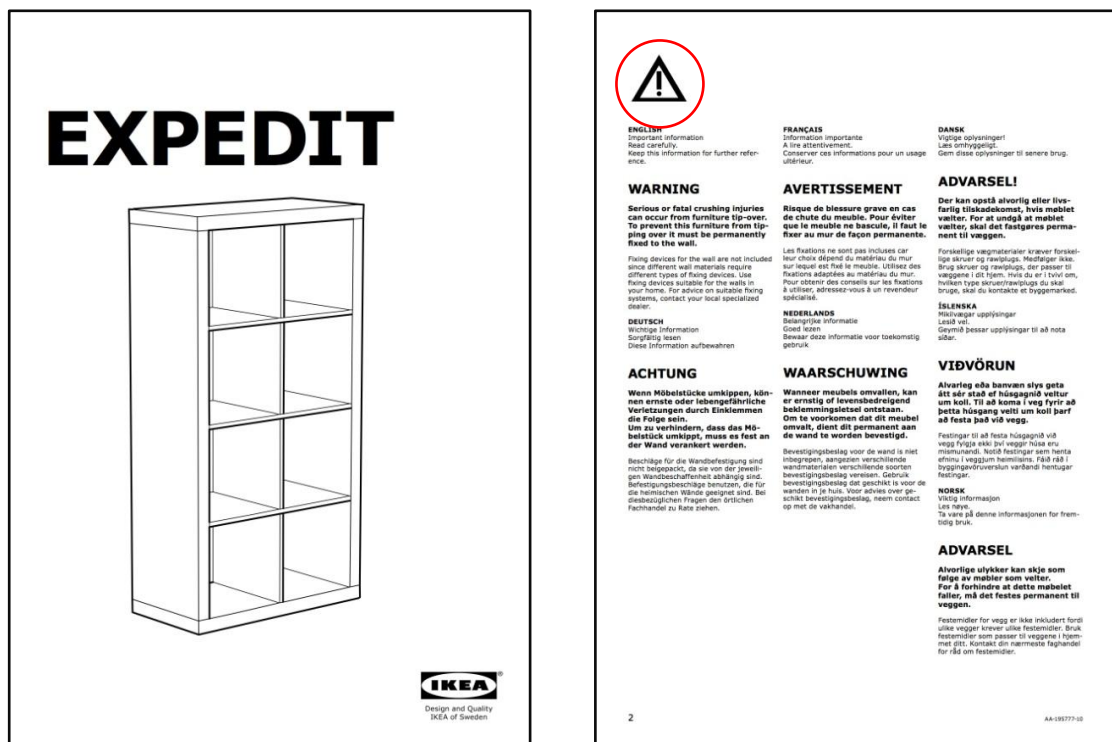 EXPEDIT
IKEA®
Design and Quality
IKEA of Sweden
ENGLISH
Important information
Read carefully.
Keep this information for further refer-
ence.
WARNING
Serious or fatal crushing injuries
can occur from furniture tip-over.
To prevent this furniture from tip-
ping over it must be permanently
fixed to the wall.
Fixing devices for the wall are not included
since different wall materials require
different types of fixing devices. Use
fixing devices suitable for the walls in
your home. For advice on suitable fixing
systems, contact your local specialized
dealer.
DEUTSCH
Wichtige Information
Sorgfältig lesen
Diese Information aufbewahren
ACHTUNG
Wenn Möbelstücke umkippen, kön-
nen ernste oder lebengefährliche
Verletzungen durch Einklemmen
die Folge sein.
Um zu verhindern, dass das Mö-
belstück umkippt, muss es fest an
der Wand verankert werden.
Beschläge für die Wandbefestigung sind
nicht beigepackt, da sie von der jeweili-
gen Wandbeschaffenheit abhängig sind.
Befestigungsbeschläge benutzen, die für
die heimischen Wände geeignet sind. Bei
diesbezüglichen Fragen den örtlichen
Fachhandel zu Rate ziehen.
FRANÇAIS
Information importante
A lire attentivement.
Conserver ces informations pour un usage
ultérieur.
AVERTISSEMENT
Risque de blessure grave en cas
de chute du meuble. Pour éviter
que le meuble ne bascule, il faut le
fixer au mur de façon permanente.
Les fixations ne sont pas incluses car
leur choix dépend du matériau du mur
sur lequel est fixé le meuble. Utilisez des
fixations adaptées au matériau du mur.
Pour obtenir des conseils sur les fixations
à utiliser, adressez-vous à un revendeur
spécialisé.
NEDERLANDS
Belangrijke informatie
Goed lezen
Bewaar deze informatie voor toekomstig
gebruik
WAARSCHUWING
Wanneer meubels omvallen, kan
er ernstig of levensbedreigend
beklemmingsletsel ontstaan.
Om te voorkomen dat dit meubel
omvalt, dient dit permanent aan
de wand te worden bevestigd.
Bevestigingsbeslag voor de wand is niet
inbegrepen, aangezien verschillende
wandmaterialen verschillende soorten
bevestigingsbeslag vereisen. Gebruik
bevestigingsbeslag dat geschikt is voor de
wanden in je huis. Voor advies over ge-
schikt bevestigingsbeslag, neem contact
op met de vakhandel.
DANSK
Vigtige oplysninger!
Læs omhyggeligt.
Gem disse oplysninger til senere brug.
ADVARSEL!
Der kan opstå alvorlig eller livs-
farlig tilskadekomst, hvis møblet
vælter. For at undgå at møblet
vælter, skal det fastgøres perma-
nent til væggen.
Forskellige vægmaterialer kræver forskel-
lige skruer og rawlplugs. Medfølger ikke.
Brug skruer og rawlplugs, der passer til
væggene i dit hjem. Hvis du er i tvivl om,
hvilken type skruer/rawlplugs du skal
bruge, skal du kontakte et byggemarked.
ÍSLENSKA
Mikilvægar upplýsingar
Lesið vel.
Geymið þessar upplýsingar til að nota
síðar.
VIÐVÖRUN
Alvarleg eða banvæn slys geta
átt sér stað ef húsgagnið veltur
um koll. Til að koma í veg fyrir að
þetta húsgang velti um koll þarf
að festa það við vegg.
Festingar til að festa húsgagnið við
vegg fylgja ekki því veggir húsa eru
mismunandi. Notið festingar sem henta
efninu í veggjum heimilisins. Fáið ráð í
byggingavöruverslun varðandi hentugar
festingar.
NORSK
Viktig informasjon
Les nøye.
Ta vare på denne informasjonen for frem-
tidig bruk.
ADVARSEL
Alvorlige ulykker kan skje som
følge av møbler som velter.
For å forhindre at dette møbelet
faller, må det festes permanent til
veggen.
Festemidler for vegg er ikke inkludert fordi
ulike vegger krever ulike festemidler. Bruk
festemidler som passer til veggene i hjem-
met ditt. Kontakt din nærmeste faghandel
for råd om festemidler.
2
AA-195777-10